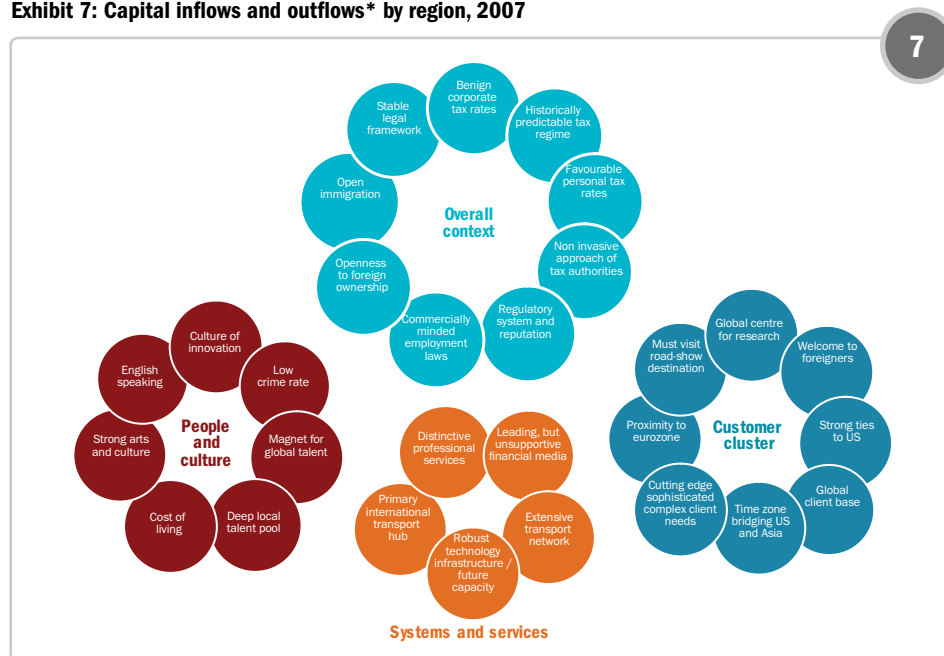 Exhibit 7: Capital inflows and outflows* by region, 2007
7
Benign
corporate
tax rates
Stable
legal
framework
Historically
predictable tax
regime
Open
immigration
Favourable
personal tax
rates
Overall
context
Openness
to foreign
ownership
Non invasive
approach of
tax authorities
Commercially
minded
employment
laws
Regulatory
system and
reputation
Culture of
innovation
English
speaking
Low
crime rate
Strong arts
and culture
People
and
culture
Magnet for
global talent
Cost of
living
Deep local
talent pool
Distinctive
professional
services
Leading, but
unsupportive
financial media
Primary
international
transport
hub
Extensive
transport
network
Robust
technology
infrastructure /
future
capacity
Systems and services
Global centre
for research
Must visit
road-show
destination
Welcome to
foreigners
Proximity to
eurozone
Customer
cluster
Strong ties
to US
Cutting edge
sophisticated
complex client
needs
Global
client base
Time zone
bridging US
and Asia